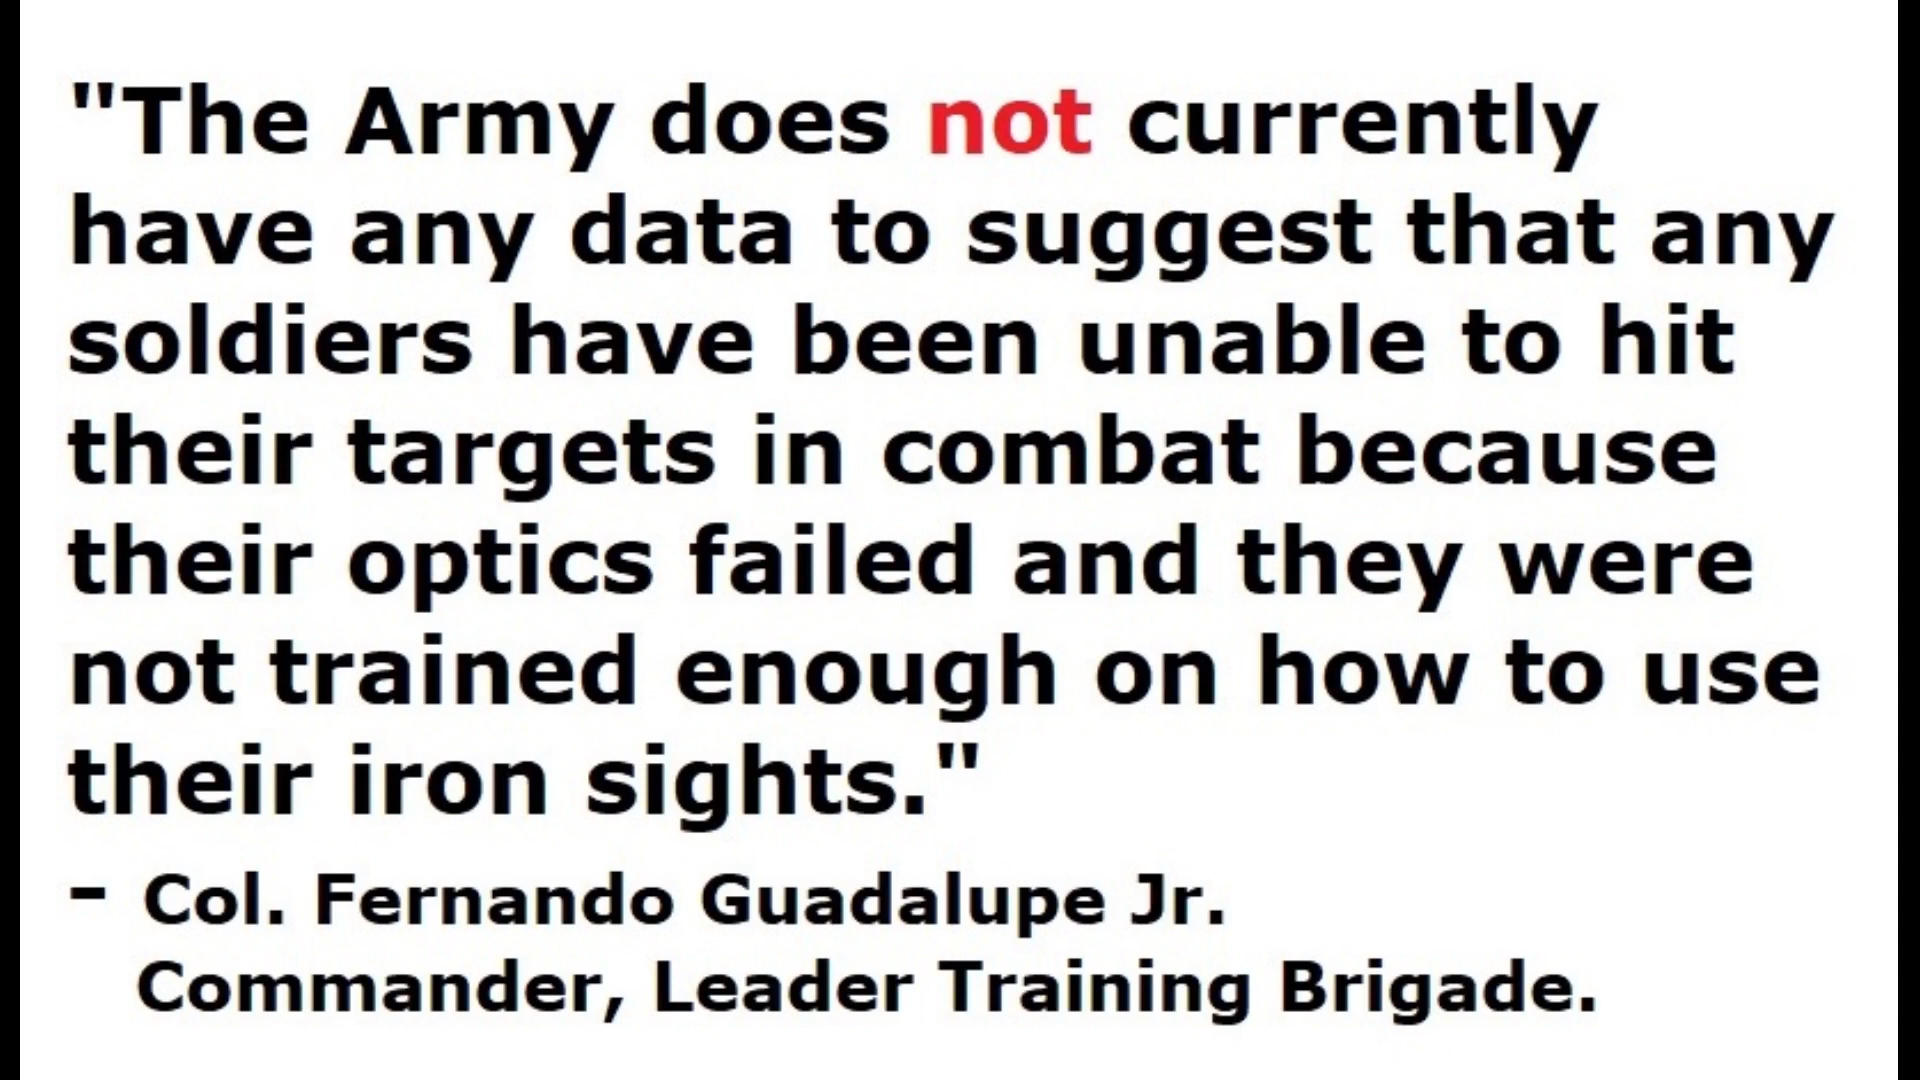 "The Army does not currently
have any data to suggest that any
soldiers have been unable to hit
their targets in combat because
their optics failed and they were
not trained enough on how to use
their iron sights."
- Col. Fernando Guadalupe Jr.
Commander, Leader Training Brigade.